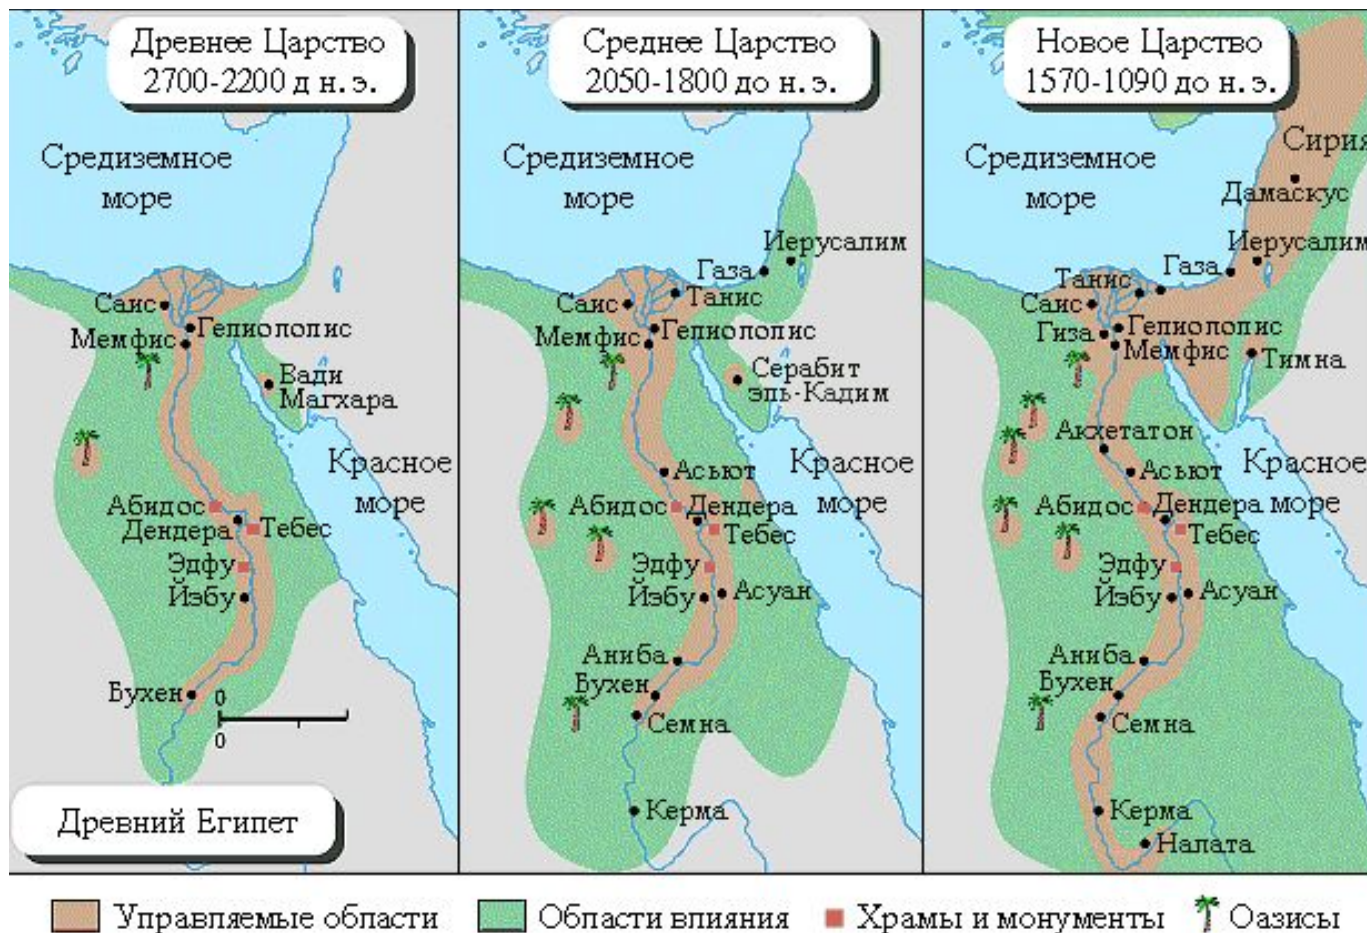 Древнее Царство
2700-2200 д н. э.
Средиземное
море
Саис
Гелиополис
Мемфис
Вади
Магхара
Красное
море
Абидос
Дендера
Тебес
Эдфу
Йэбу
Бухен
0
0
Древний Египет
Среднее Царство
2050-1800 до н. э.
Средиземное
море
Иерусалим
Газа
Саис
Танис
Мемфис
Гелиополис
Серабит
эль-Кадим
Асьют
Красное
море
Абидос
Дендера
Тебес
Эдфу
Йэбу
Асуан
Аниба
Бухен
Семна
Керма
Новое Царство
1570-1090 до н. э.
Сирия
Средиземное
море
Дамаскус
Иерусалим
Газа
Танис
Саис
Гиза
Гелиополис
Мемфис
Тимна
Акхетатон
Асьют
Красное
море
Абидос
Дендера
Тебес
Эдфу
Йэбу
Асуан
Аниба
Бухен
Семна
Керма
Напата
Управляемые области
Области влияния
Храмы и монументы
Оазисы